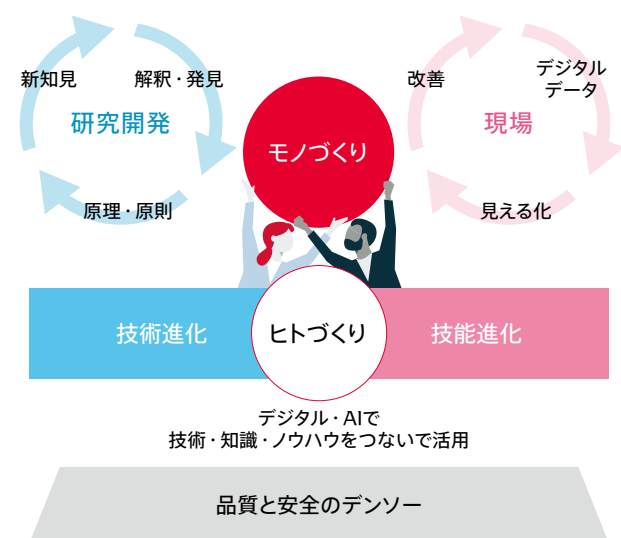 新知見
解釈・発見
研究開発
原理・原則
モノづくり
改善
デジタル
データ
現場
見える化
技術進化
ヒトづくり
技能進化
デジタル・AIで
技術・知識・ノウハウをつないで活用
品質と安全のデンソー